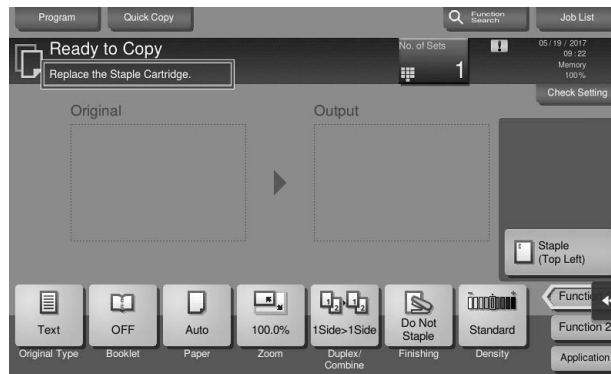 Program
Quick Copy
Function
Search
Job List
Ready to Copy
Replace the Staple Cartridge.
No. of Sets
1
05/19/2017
09:22
Memory
100%
Check Setting
Original
Output
Staple
(Top Left)
Text
OFF
Auto
100.0%
1Side>1Side
Do Not
Staple
Standard
Original Type
Booklet
Paper
Zoom
Duplex/
Combine
Finishing
Density
Function 2
Application